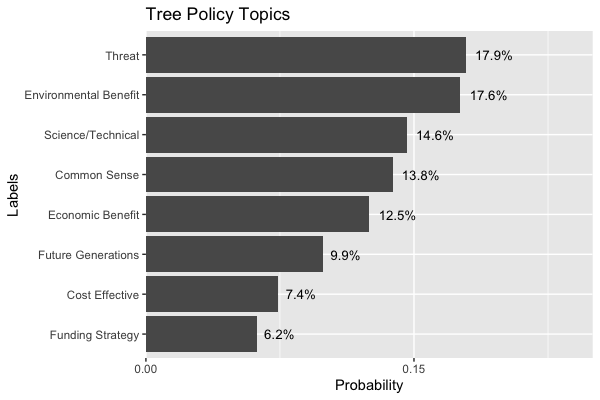 Tree Policy Topics
Labels
Threat 17.9%
Environmental Benefit 17.6%
Science/Technical 14.6%
Common Sense 13.8%
Economic Benefit 12.5%
Future Generations 9.9%
Cost Effective 7.4%
Funding Strategy 6.2%
0.00 0.15
Probability